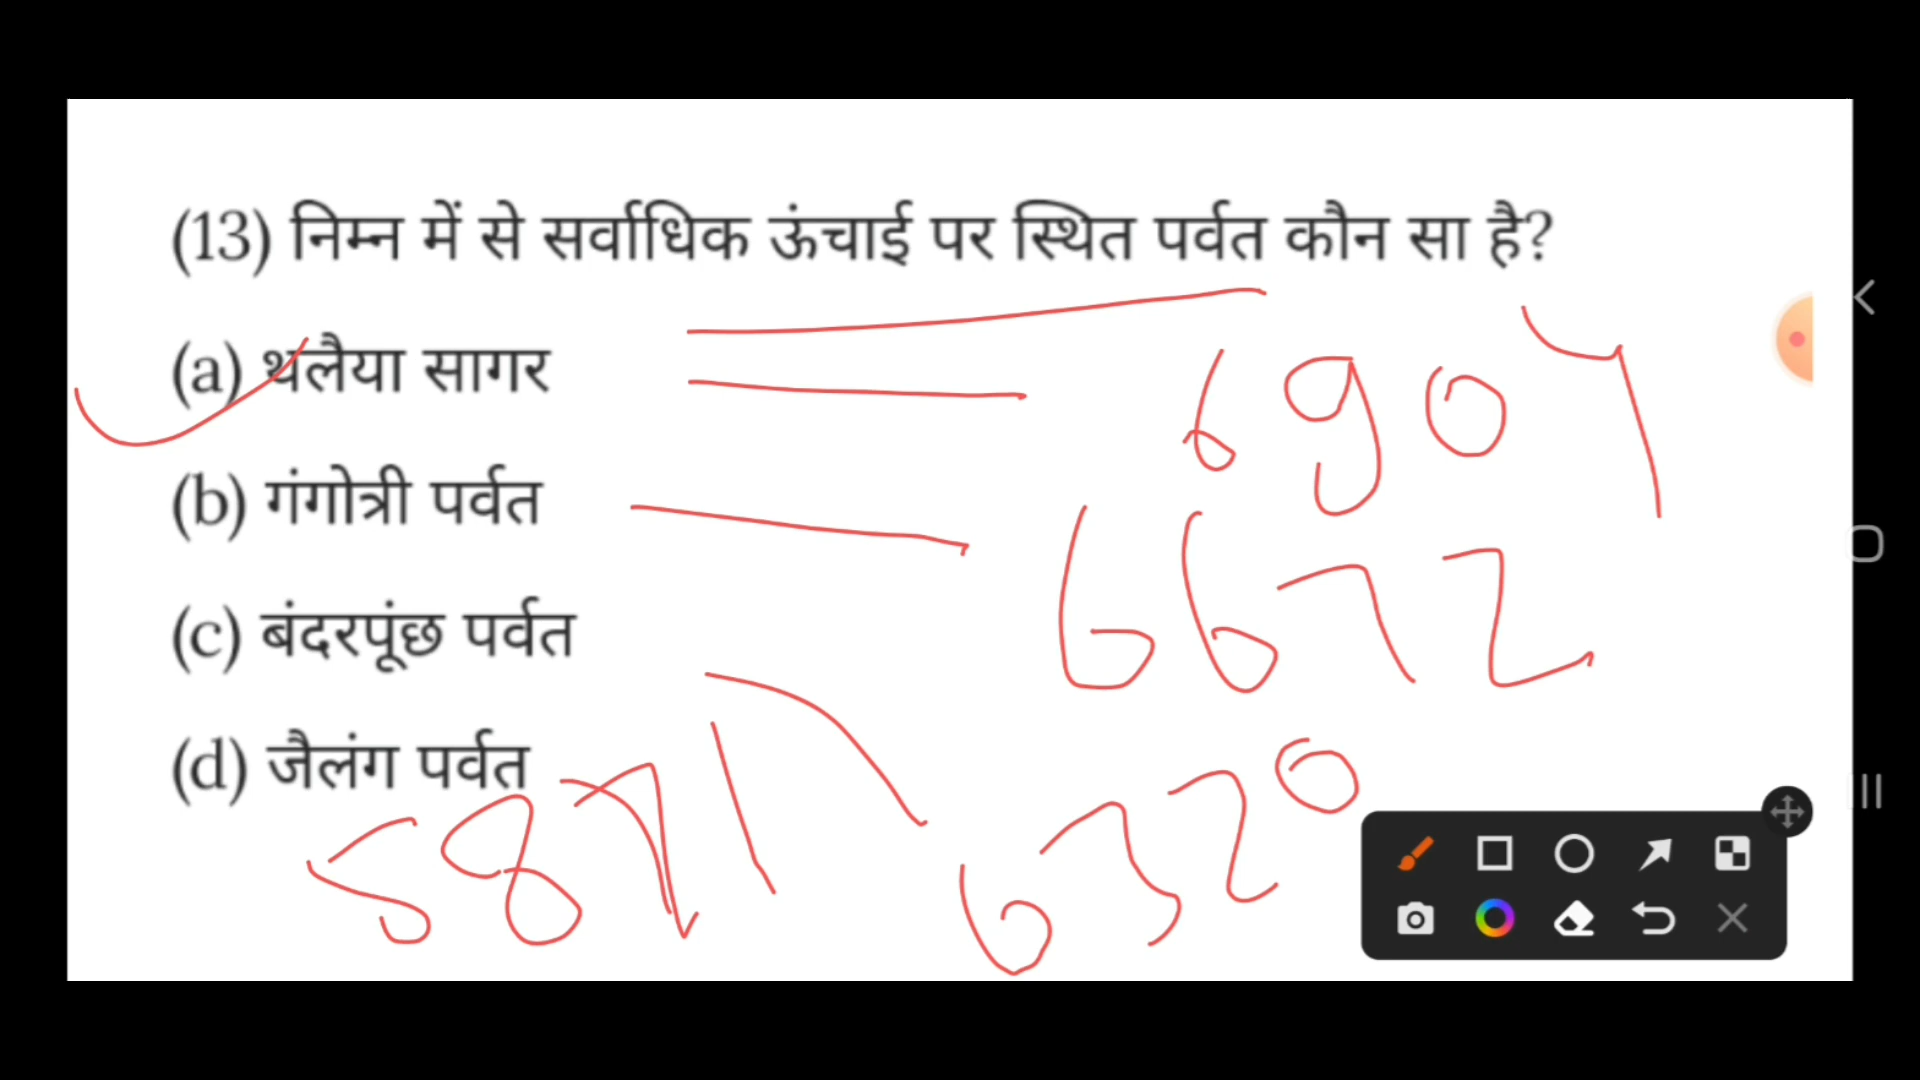 (13) निम्न में से सर्वाधिक ऊंचाई पर स्थित पर्वत कौन सा है?
(a) थलैया सागर
6904
(b) गंगोत्री पर्वत
6672
(c) बंदरपूंछ पर्वत
6320
(d) जैलंग पर्वत
5871